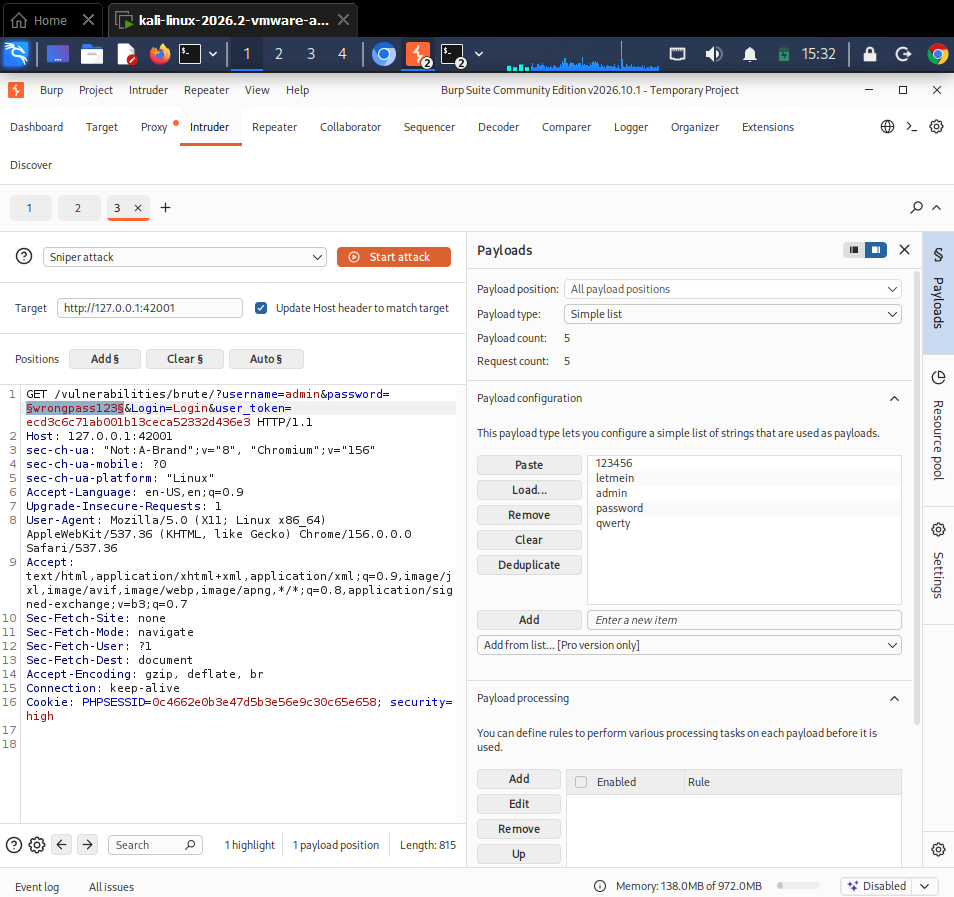 Home
kali-linux-2026.2-vmware-a...
1 2 3 4
2
2
15:32
Burp Project Intruder Repeater View Help
Burp Suite Community Edition v2026.10.1 - Temporary Project
Dashboard Target Proxy Intruder Repeater Collaborator Sequencer Decoder Comparer Logger Organizer Extensions
Discover
1 2 3
Sniper attack
Start attack
Target
http://127.0.0.1:42001
Update Host header to match target
Positions
Add §
Clear §
Auto §
1 GET /vulnerabilities/brute/?username=admin&password=
§wrongpass123§&Login=Login&user_token=
ecd3c6c71ab001b13ceca52332d436e3 HTTP/1.1
2 Host: 127.0.0.1:42001
3 sec-ch-ua: "Not:A-Brand";v="8", "Chromium";v="156"
4 sec-ch-ua-mobile: ?0
5 sec-ch-ua-platform: "Linux"
6 Accept-Language: en-US,en;q=0.9
7 Upgrade-Insecure-Requests: 1
8 User-Agent: Mozilla/5.0 (X11; Linux x86_64)
AppleWebKit/537.36 (KHTML, like Gecko) Chrome/156.0.0.0
Safari/537.36
9 Accept:
text/html,application/xhtml+xml,application/xml;q=0.9,image/j
xl,image/avif,image/webp,image/apng,*/*;q=0.8,application/sig
ned-exchange;v=b3;q=0.7
10 Sec-Fetch-Site: none
11 Sec-Fetch-Mode: navigate
12 Sec-Fetch-User: ?1
13 Sec-Fetch-Dest: document
14 Accept-Encoding: gzip, deflate, br
15 Connection: keep-alive
16 Cookie: PHPSESSID=0c4662e0b3e47d5b3e56e9c30c65e658; security=
high
17
18
Search
1 highlight
1 payload position
Length: 815
Payloads
Payload position: All payload positions
Payload type: Simple list
Payload count: 5
Request count: 5
Payload configuration
This payload type lets you configure a simple list of strings that are used as payloads.
Paste
Load...
Remove
Clear
Deduplicate
123456
letmein
admin
password
qwerty
Add
Enter a new item
Add from list... [Pro version only]
Payload processing
You can define rules to perform various processing tasks on each payload before it is
used.
Add
Edit
Remove
Up
Enabled Rule
§
Payloads
Resource pool
Settings
Event log
All issues
Memory: 138.0MB of 972.0MB
Disabled